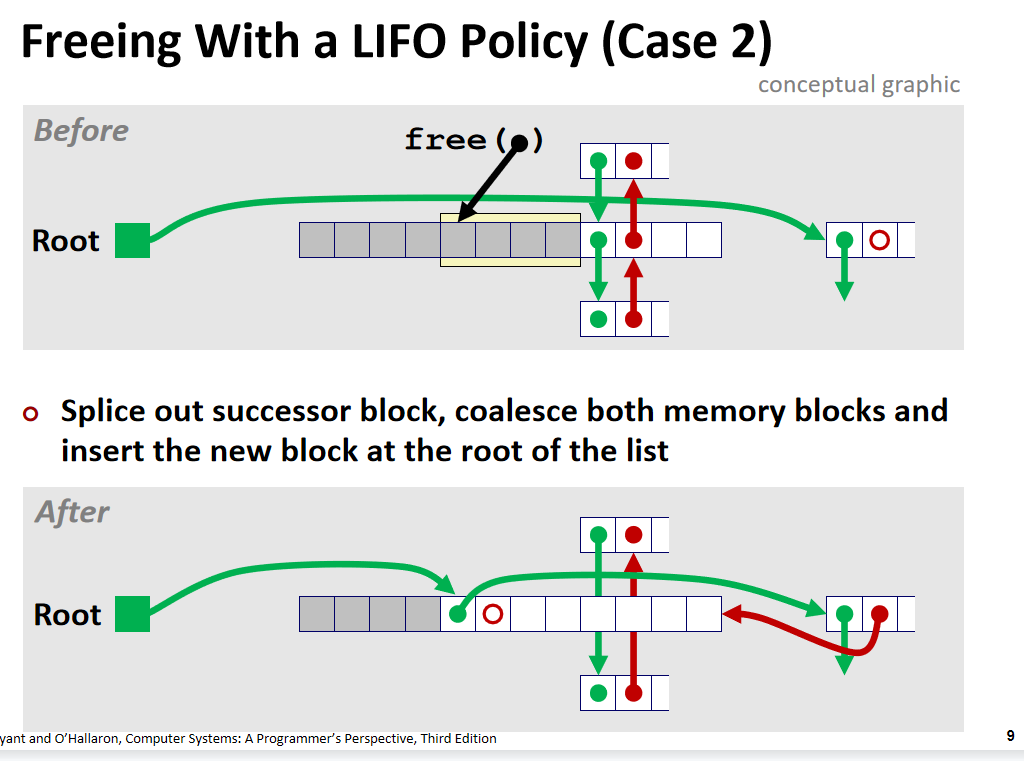 Freeing With a LIFO Policy (Case 2)
conceptual graphic
Before
free( )
Root
Splice out successor block, coalesce both memory blocks and
insert the new block at the root of the list
After
Root
yant and O'Hallaron, Computer Systems: A Programmer's Perspective, Third Edition
9